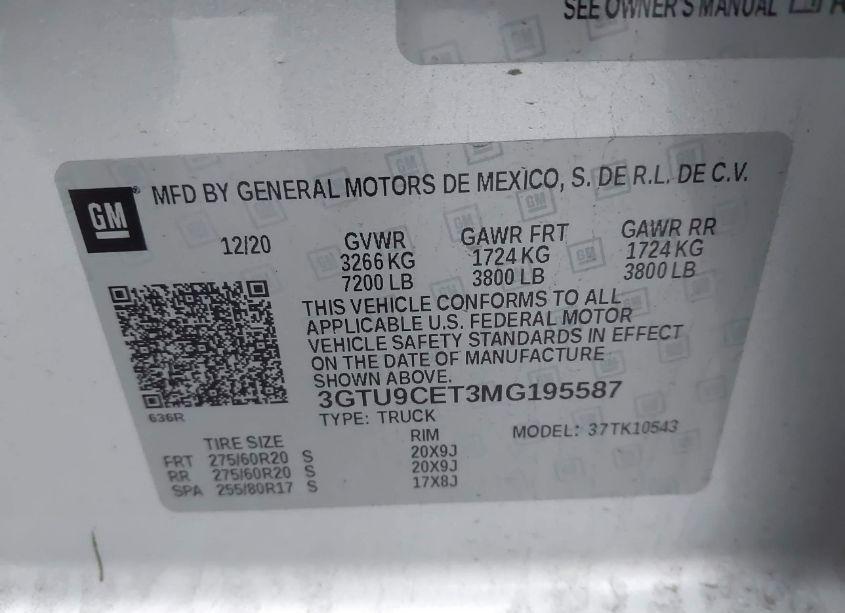 SEE OWNER'S MANUAL
GM
MFD BY GENERAL MOTORS DE MEXICO, S. DE R.L. DE C.V.
12/20 GVWR GAWR FRT GAWR RR
3266 KG 1724 KG 1724 KG
7200 LB 3800 LB 3800 LB
THIS VEHICLE CONFORMS TO ALL
APPLICABLE U.S. FEDERAL MOTOR
VEHICLE SAFETY STANDARDS IN EFFECT
ON THE DATE OF MANUFACTURE
SHOWN ABOVE.
3GTU9CET3MG195587
636R
TYPE: TRUCK
TIRE SIZE RIM MODEL: 37TK10543
FRT 275/60R20 S 20X9J
RR 275/60R20 S 20X9J
SPA 255/80R17 S 17X8J